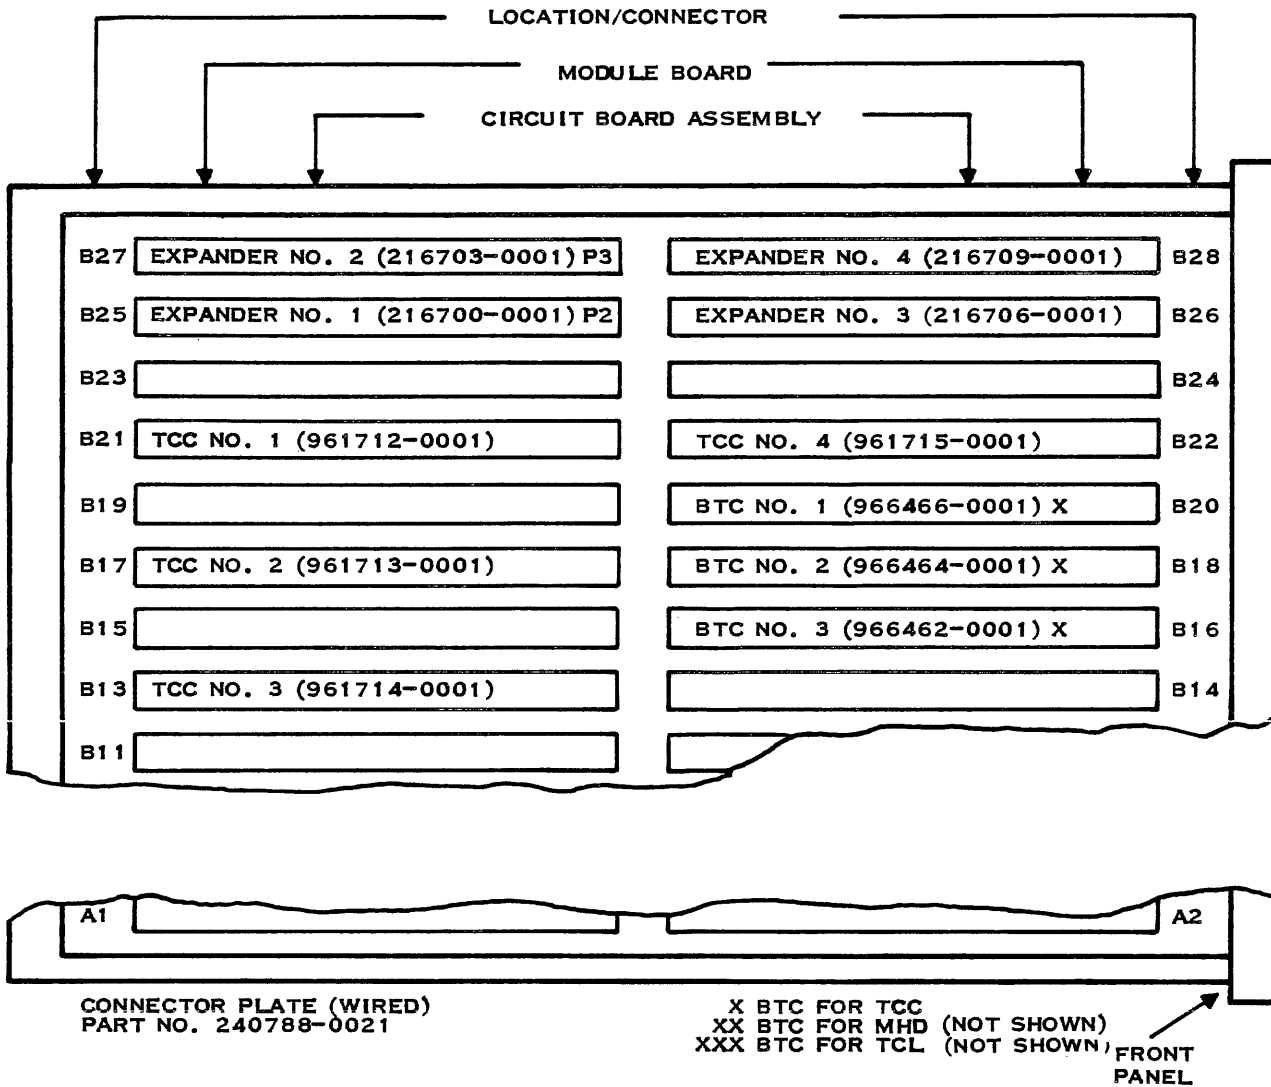 LOCATION/CONNECTOR
MODULE BOARD
CIRCUIT BOARD ASSEMBLY
B27 EXPANDER NO. 2 (216703-0001) P3 EXPANDER NO. 4 (216709-0001) B28
B25 EXPANDER NO. 1 (216700-0001) P2 EXPANDER NO. 3 (216706-0001) B26
B23 B24
B21 TCC NO. 1 (961712-0001) TCC NO. 4 (961715-0001) B22
B19 BTC NO. 1 (966466-0001) X B20
B17 TCC NO. 2 (961713-0001) BTC NO. 2 (966464-0001) X B18
B15 BTC NO. 3 (966462-0001) X B16
B13 TCC NO. 3 (961714-0001) B14
B11
A1 A2
CONNECTOR PLATE (WIRED)
PART NO. 240788-0021
X BTC FOR TCC
XX BTC FOR MHD (NOT SHOWN)
XXX BTC FOR TCL (NOT SHOWN)
FRONT
PANEL